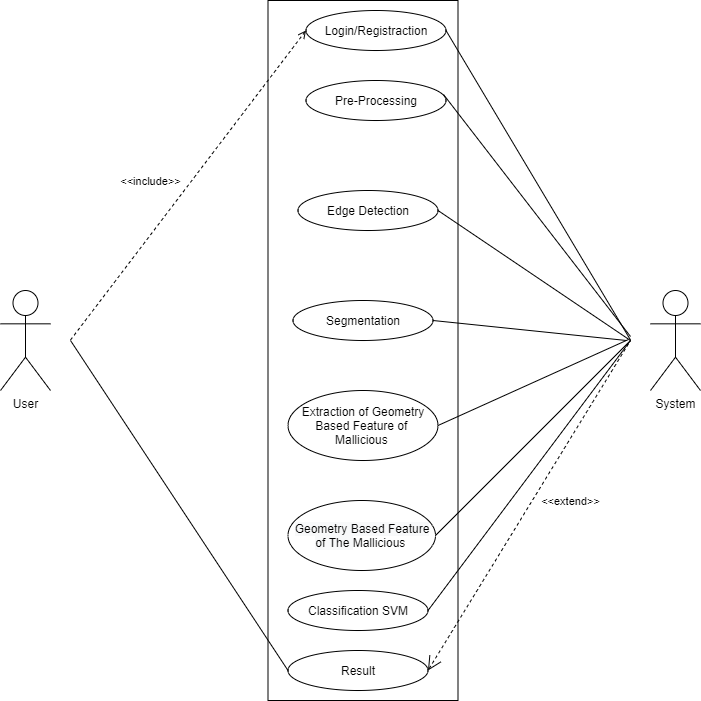 Login/Registraction
Pre-Processing
<<include>>
Edge Detection
Segmentation
User
System
Extraction of Geometry
Based Feature of
Mallicious
<<extend>>
Geometry Based Feature
of The Malicious
Classification SVM
Result